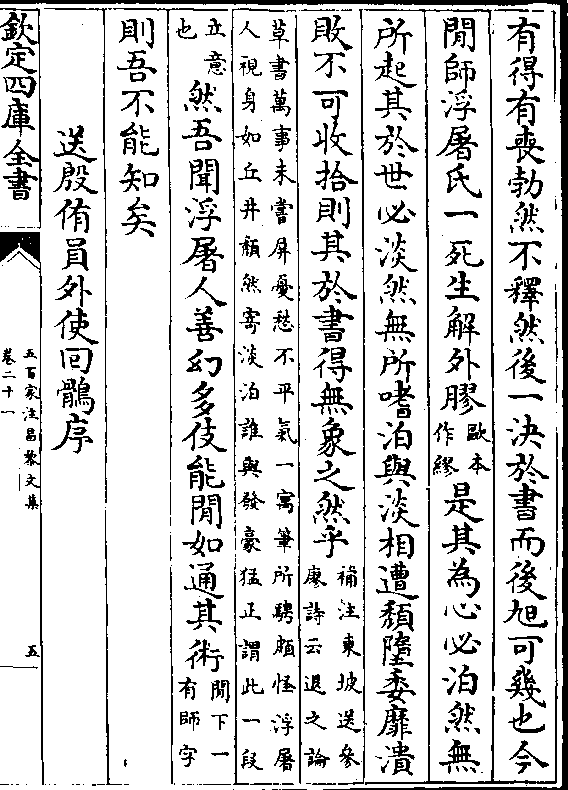 有得有喪勃然不釋然後一決於書而後旭可幾也今
閒師浮屠氏一死生解外膠歐本作繆是其為心必泊然無
所起其於世必淡然無所嗜泊與淡相遭頹墮委靡潰
敗不可收拾則其於書得無象之然乎補注東坡送參廖詩云退之論
草書萬事未嘗屏憂愁不平氣一寓筆所騁頗怪浮屠
人視身如丘井頹然寄淡泊誰與發豪猛正謂此一段
立意也然吾聞浮屠人善幻多伎能閒如通其術閒下一有師字
則吾不能知矣
送殷侑員外使回鶻序
欽定四庫全書
五百家注昌黎文集
卷二十一
五